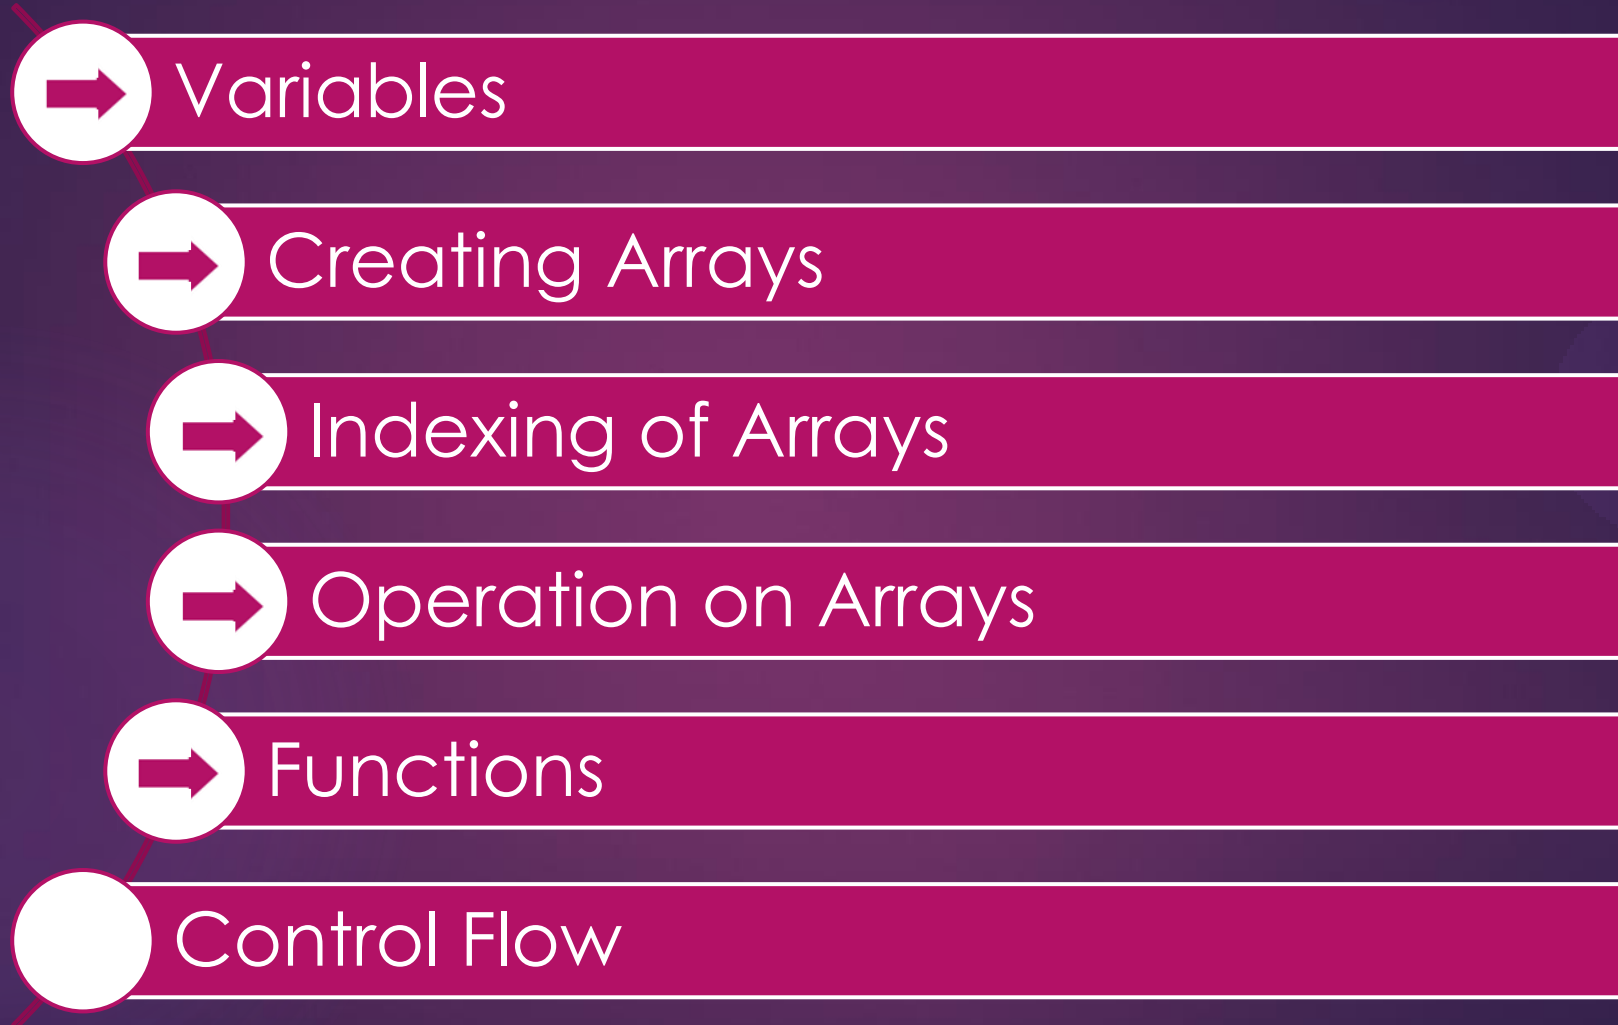 Variables
Creating Arrays
Indexing of Arrays
Operation on Arrays
Functions
Control Flow